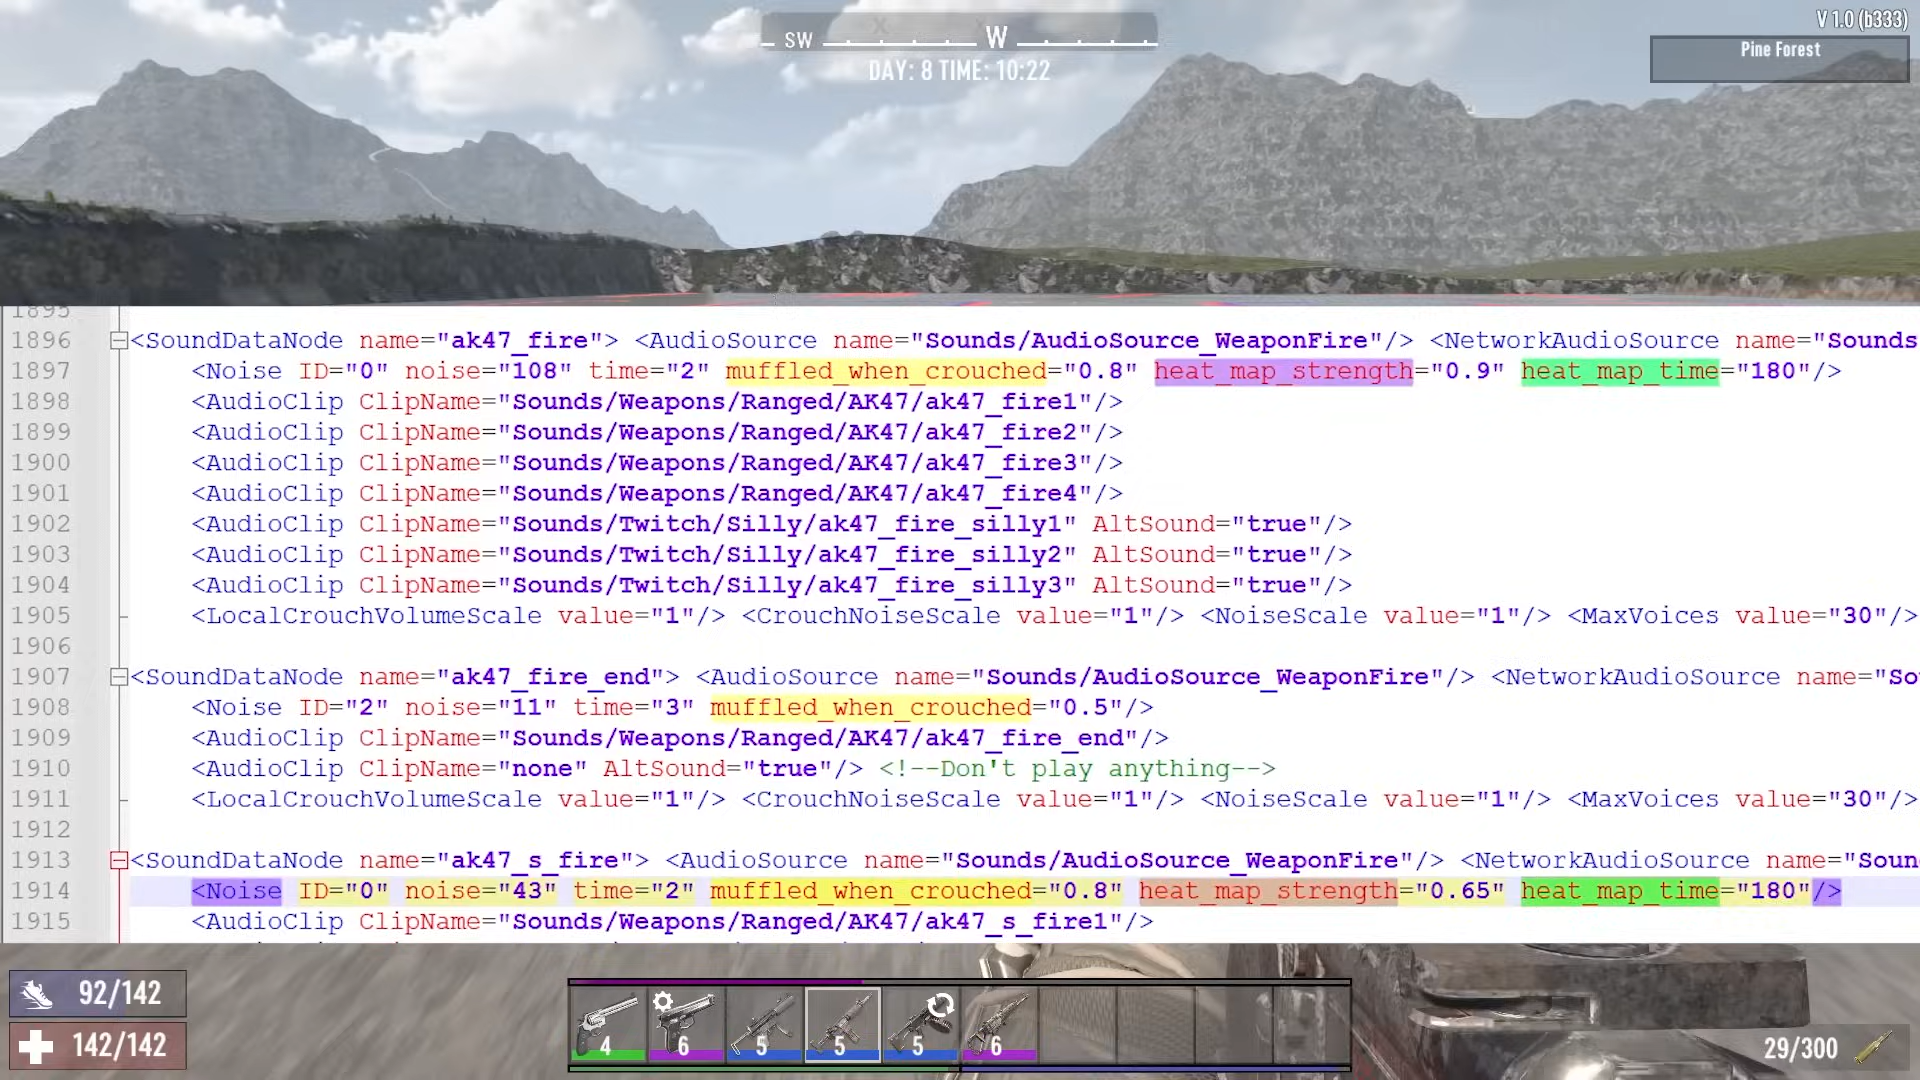 SW W
V 1.0 (b333)
Pine Forest
DAY: 8 TIME: 10:22
1895
1896 <SoundDataNode name="ak47_fire"> <AudioSource name="Sounds/AudioSource_WeaponFire"/> <NetworkAudioSource name="Sounds
1897 <Noise ID="0" noise="108" time="2" muffled_when_crouched="0.8" heat_map_strength="0.9" heat_map_time="180"/>
1898 <AudioClip ClipName="Sounds/Weapons/Ranged/AK47/ak47_fire1"/>
1899 <AudioClip ClipName="Sounds/Weapons/Ranged/AK47/ak47_fire2"/>
1900 <AudioClip ClipName="Sounds/Weapons/Ranged/AK47/ak47_fire3"/>
1901 <AudioClip ClipName="Sounds/Weapons/Ranged/AK47/ak47_fire4"/>
1902 <AudioClip ClipName="Sounds/Twitch/Silly/ak47_fire_silly1" AltSound="true"/>
1903 <AudioClip ClipName="Sounds/Twitch/Silly/ak47_fire_silly2" AltSound="true"/>
1904 <AudioClip ClipName="Sounds/Twitch/Silly/ak47_fire_silly3" AltSound="true"/>
1905 <LocalCrouchVolumeScale value="1"/> <CrouchNoiseScale value="1"/> <NoiseScale value="1"/> <MaxVoices value="30"/>
1906
1907 <SoundDataNode name="ak47_fire_end"> <AudioSource name="Sounds/AudioSource_WeaponFire"/> <NetworkAudioSource name="So
1908 <Noise ID="2" noise="11" time="3" muffled_when_crouched="0.5"/>
1909 <AudioClip ClipName="Sounds/Weapons/Ranged/AK47/ak47_fire_end"/>
1910 <AudioClip ClipName="none" AltSound="true"/> <!--Don't play anything-->
1911 <LocalCrouchVolumeScale value="1"/> <CrouchNoiseScale value="1"/> <NoiseScale value="1"/> <MaxVoices value="30"/>
1912
1913 <SoundDataNode name="ak47_s_fire"> <AudioSource name="Sounds/AudioSource_WeaponFire"/> <NetworkAudioSource name="Soun
1914 <Noise ID="0" noise="43" time="2" muffled_when_crouched="0.8" heat_map_strength="0.65" heat_map_time="180"/>
1915 <AudioClip ClipName="Sounds/Weapons/Ranged/AK47/ak47_s_fire1"/>
92/142
142/142
4 6 5 5 5 6
29/300